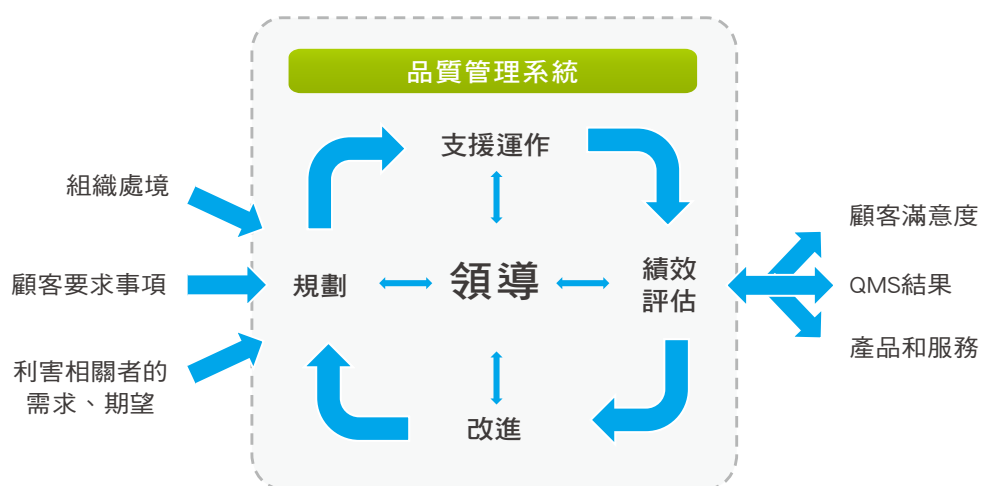 品質管理系統
支援運作
組織處境
顧客要求事項
利害相關者的
需求、期望
規劃
領導
績效
評估
改進
顧客滿意度
QMS結果
產品和服務